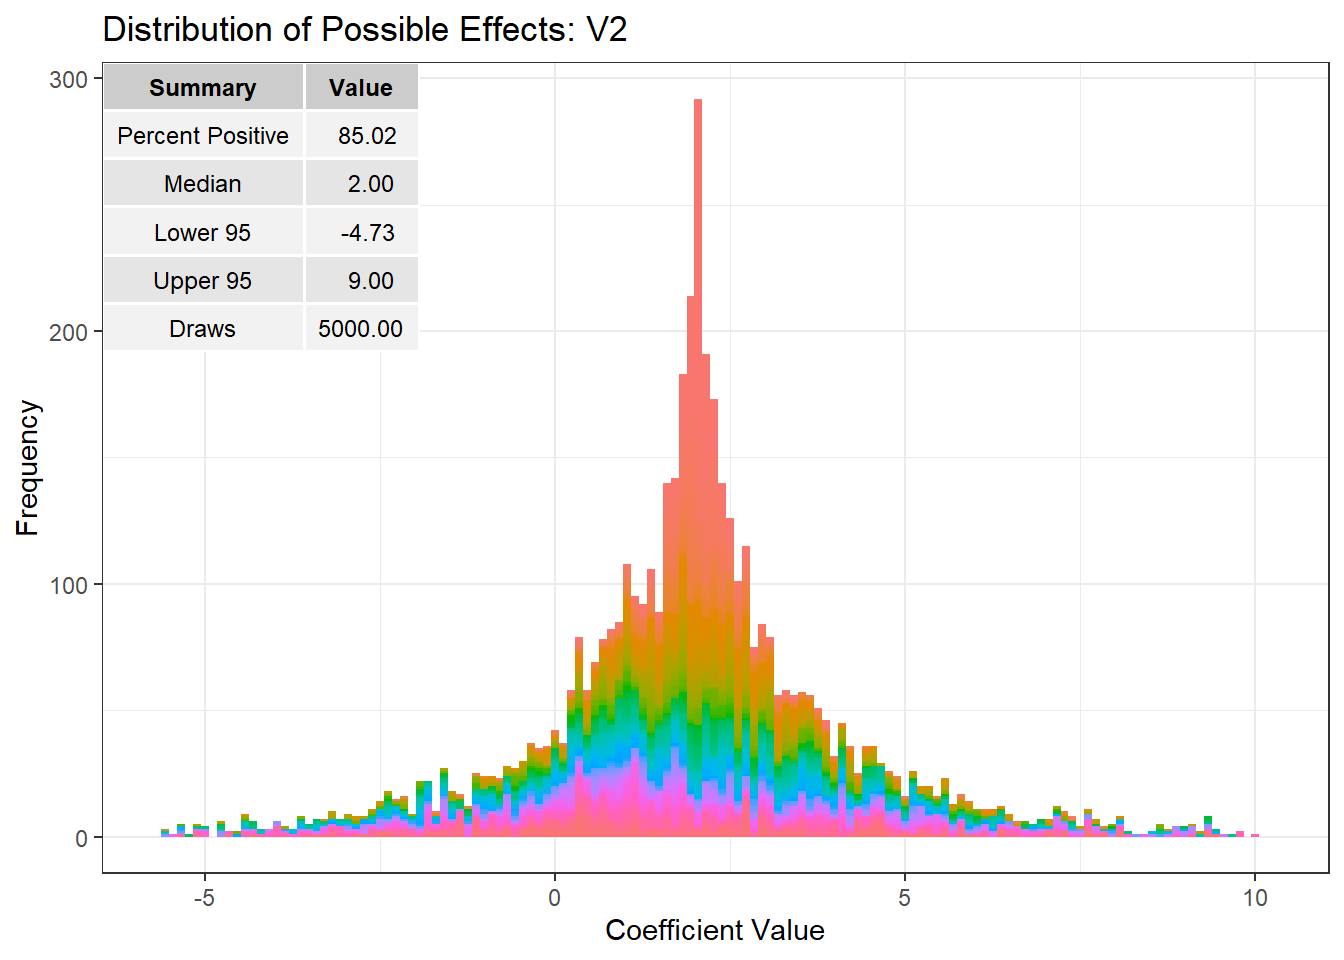 Distribution of Possible Effects: V2
Summary Value
Percent Positive 85.02
Median 2.00
Lower 95 -4.73
Upper 95 9.00
Draws 5000.00
300
200
100
0
Frequency
-5 0 5 10
Coefficient Value